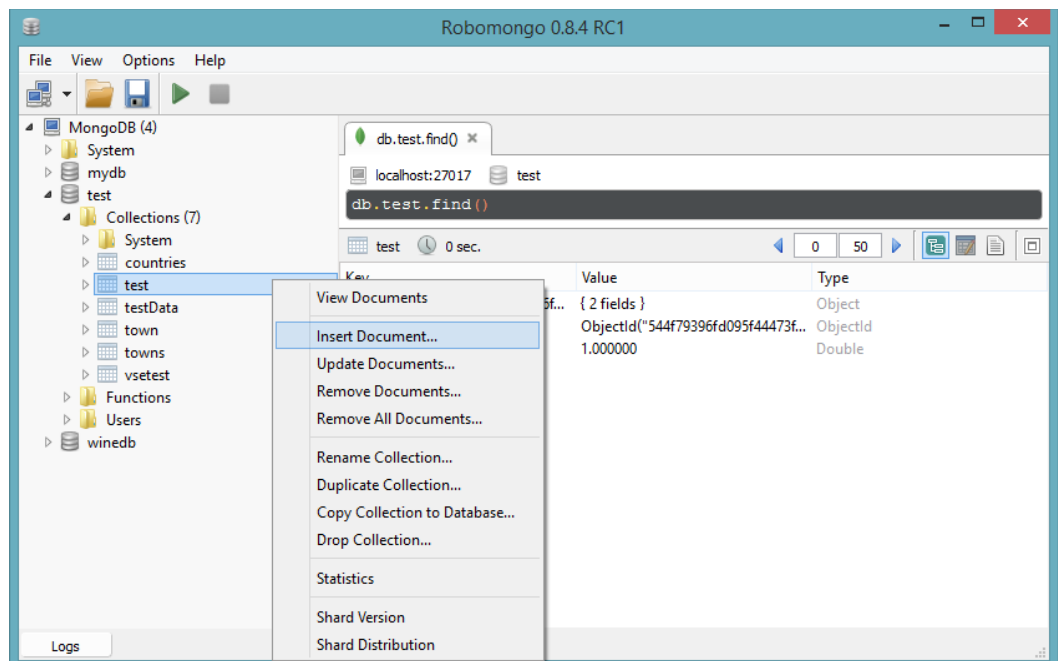 Robomongo 0.8.4 RC1
File View Options Help
MongoDB (4)
System
mydb
test
Collections (7)
System
countries
test
testData
town
towns
vsetest
Functions
Users
winedb
Logs
db.test.find()
localhost:27017 test
db.test.find()
test 0 sec. 0 50
Key Value Type
{ 2 fields } Object
ObjectId("544f79396fd095f44473f... ObjectId
1.000000 Double
View Documents
Insert Document...
Update Documents...
Remove Documents...
Remove All Documents...
Rename Collection...
Duplicate Collection...
Copy Collection to Database...
Drop Collection...
Statistics
Shard Version
Shard Distribution